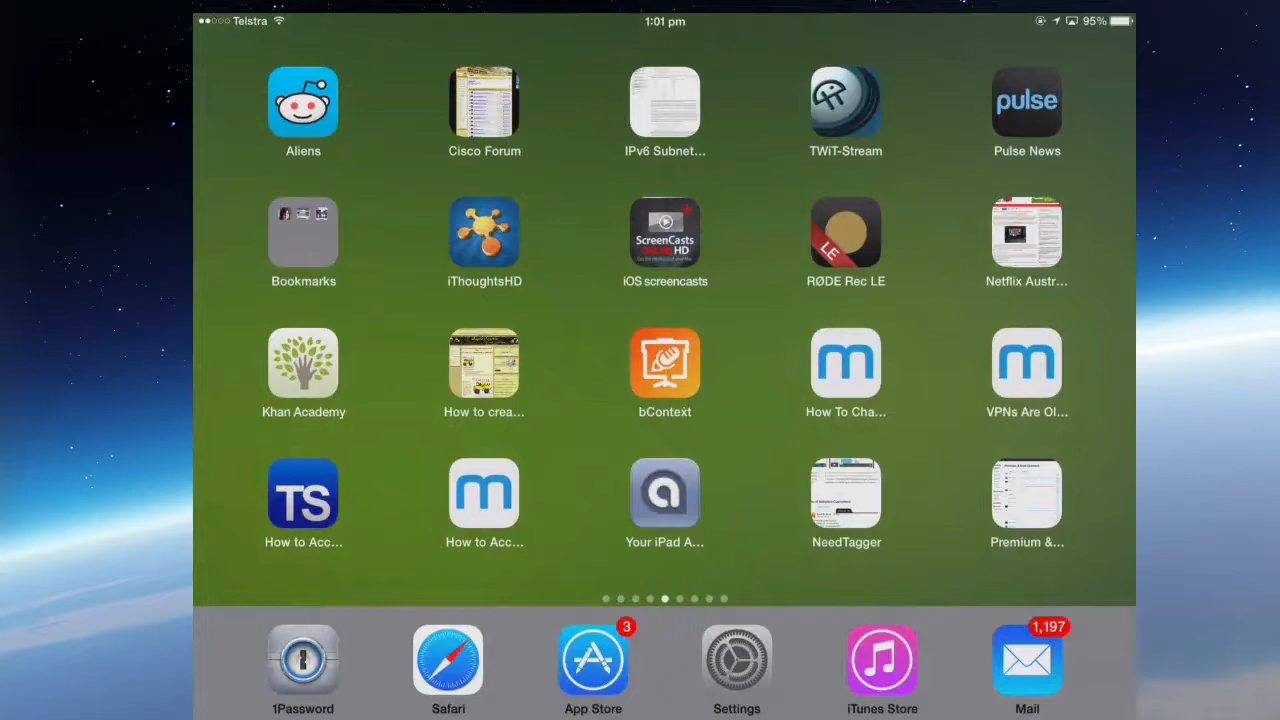 Telstra 1:01 pm 95%
pulse
Aliens Cisco Forum IPv6 Subnet... TWiT-Stream Pulse News
ScreenCasts
HD
LE
Bookmarks iThoughtsHD iOS screencasts RØDE Rec LE Netflix Austr...
m m
Khan Academy How to crea... bContext How To Cha... VPNs Are Ol...
TS m a
How to Acc... How to Acc... Your iPad A... NeedTagger Premium &...
3 1,197
1Password Safari App Store Settings iTunes Store Mail